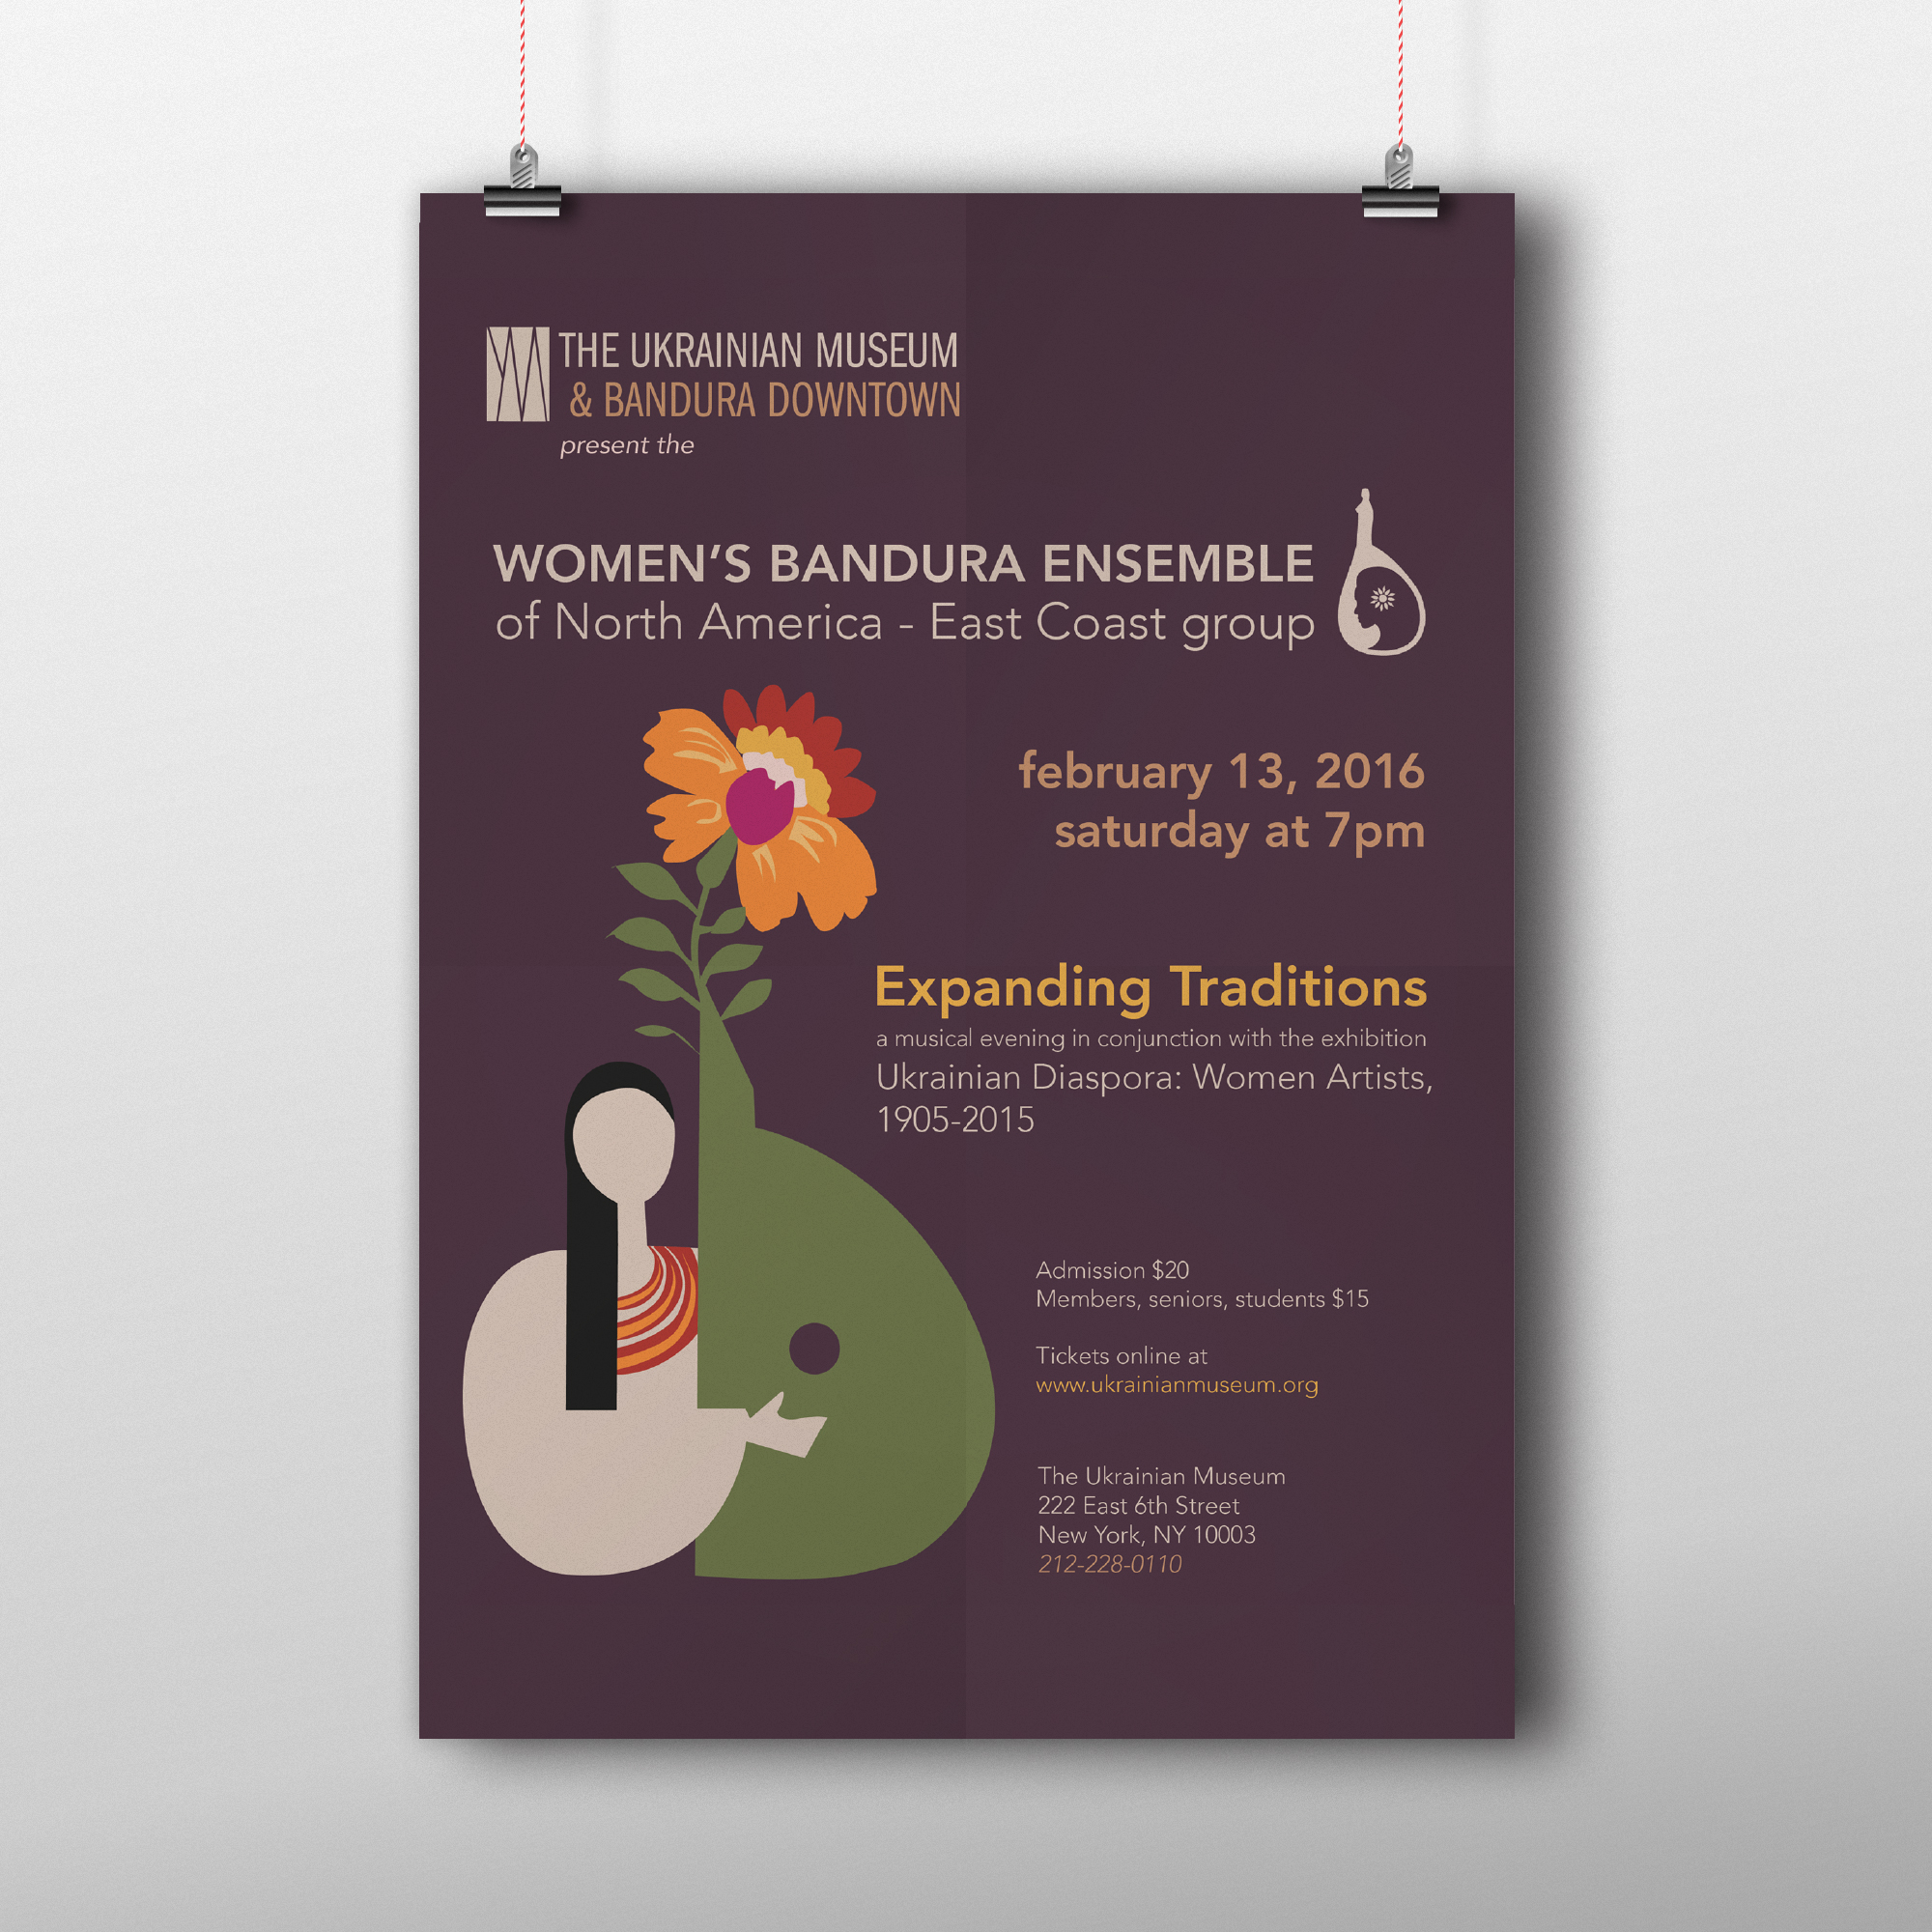 THE UKRAINIAN MUSEUM
& BANDURA DOWNTOWN
present the
WOMEN'S BANDURA ENSEMBLE
of North America - East Coast group
february 13, 2016
saturday at 7pm
Expanding Traditions
a musical evening in conjunction with the exhibition
Ukrainian Diaspora: Women Artists,
1905-2015
Admission $20
Members, seniors, students $15
Tickets online at
www.ukrainianmuseum.org
The Ukrainian Museum
222 East 6th Street
New York, NY 10003
212-228-0110